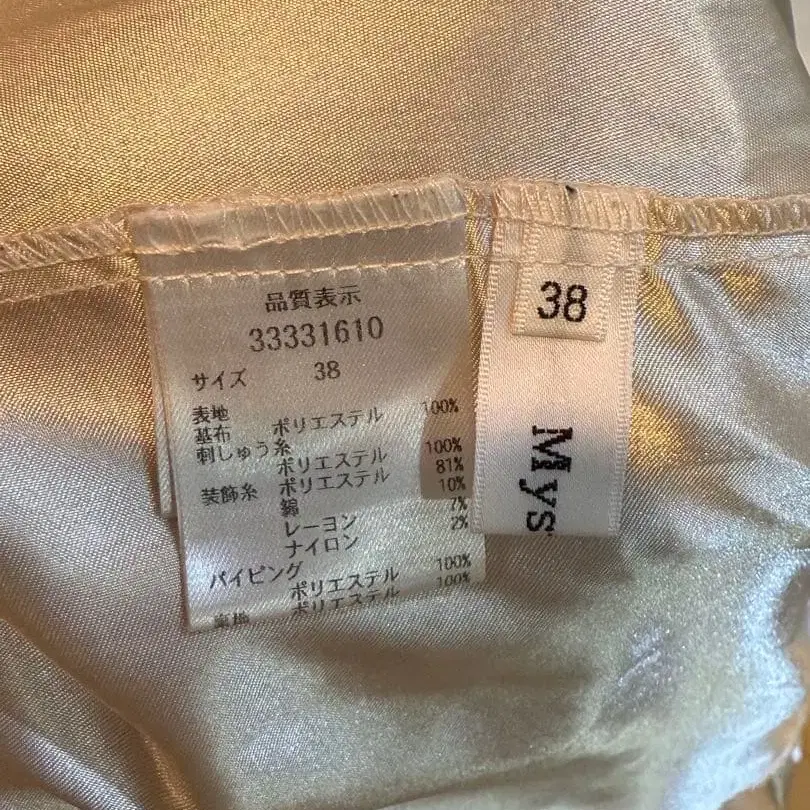 品質表示
33331610
サイズ 38
表地
基布 ポリエステル 100%
刺しゅう糸
ポリエステル 100%
装飾糸 ポリエステル 81%
綿 10%
レーヨン 7%
ナイロン 2%
パイピング
ポリエステル 100%
裏地 ポリエステル 100%
38
Mys